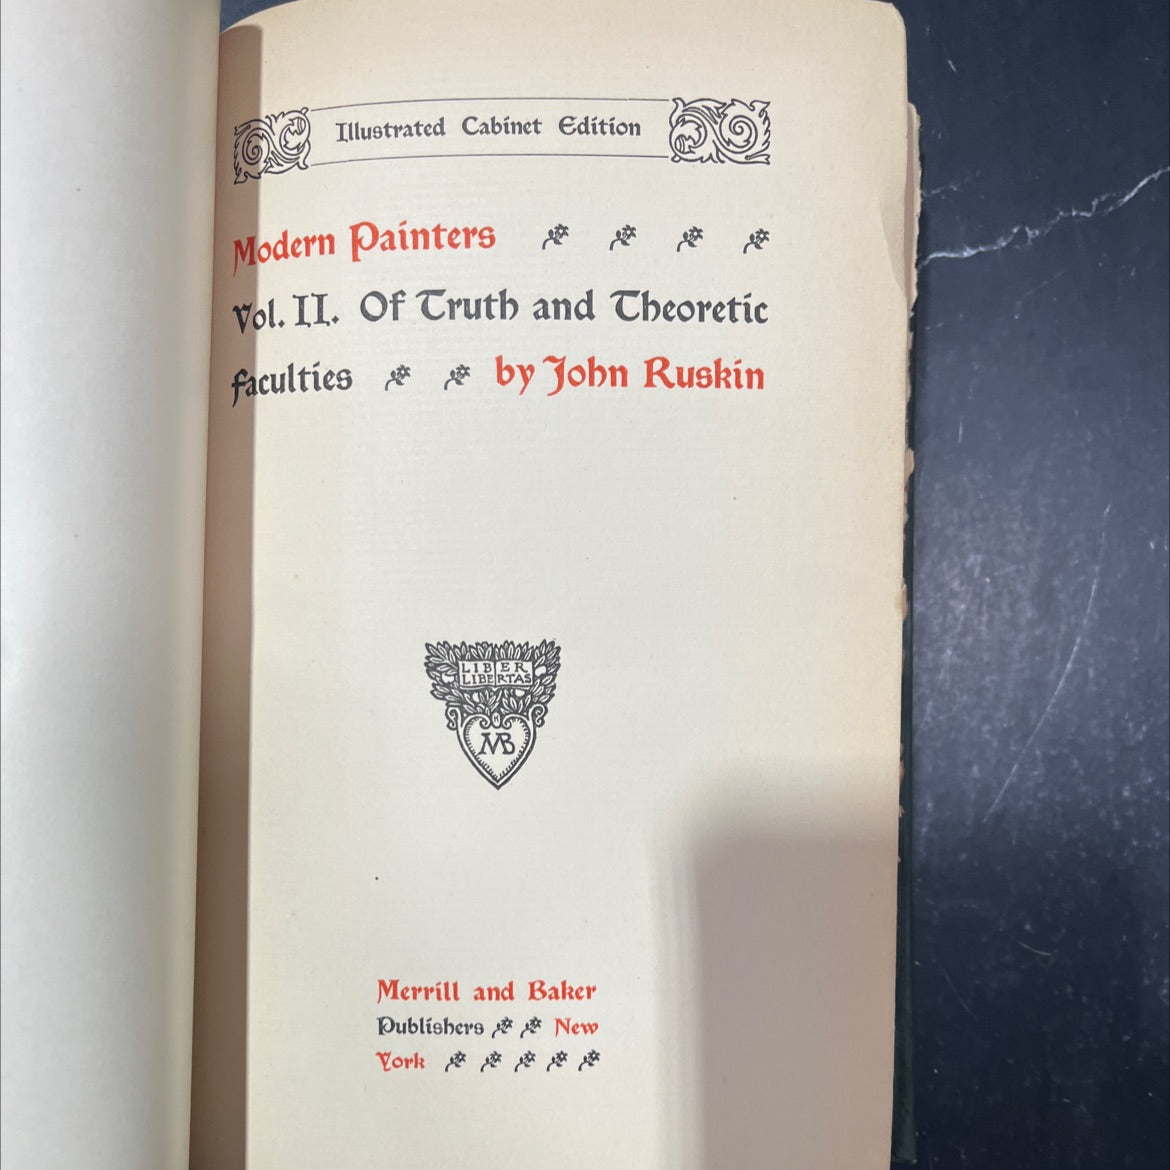 Illustrated Cabinet Edition
Modern Painters
Vol. II. Of Truth and Theoretic
Faculties by John Ruskin
LIBER
LIBERTAS
MB
Merrill and Baker
Publishers New
York